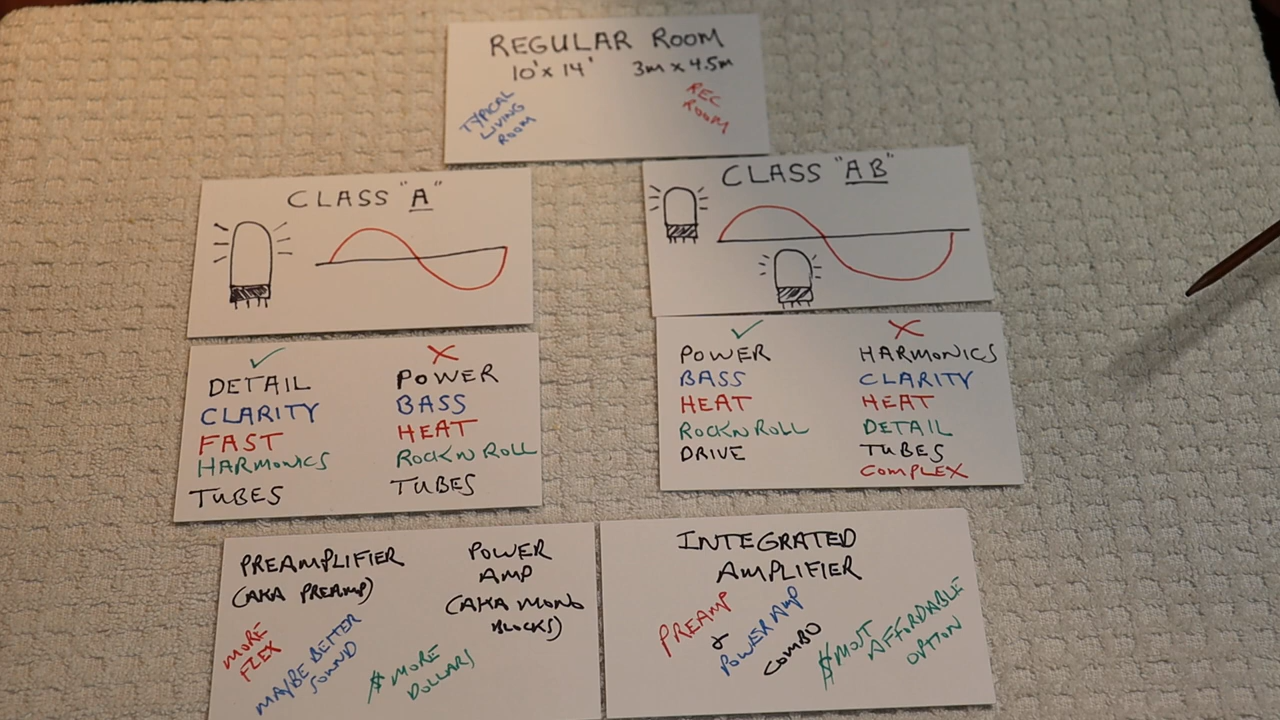 REGULAR ROOM
10'x 14' 3m x 4.5m
TYPICAL
LIVING
ROOM
REC
ROOM
CLASS "A"
CLASS "AB"
✓ ✗
DETAIL POWER
CLARITY BASS
FAST HEAT
HARMONICS ROCK N ROLL
TUBES TUBES
✓ ✗
POWER HARMONICS
BASS CLARITY
HEAT HEAT
ROCK N ROLL DETAIL
DRIVE TUBES
COMPLEX
PREAMPLIFIER
(AKA PREAMP)
POWER
AMP
(AKA MONO
BLOCKS)
MORE
FLEX
MAYBE BETTER
SOUND
$ MORE
DOLLARS
INTEGRATED
AMPLIFIER
PREAMP
&
POWER AMP
COMBO
$ MOST
AFFORDABLE
OPTION